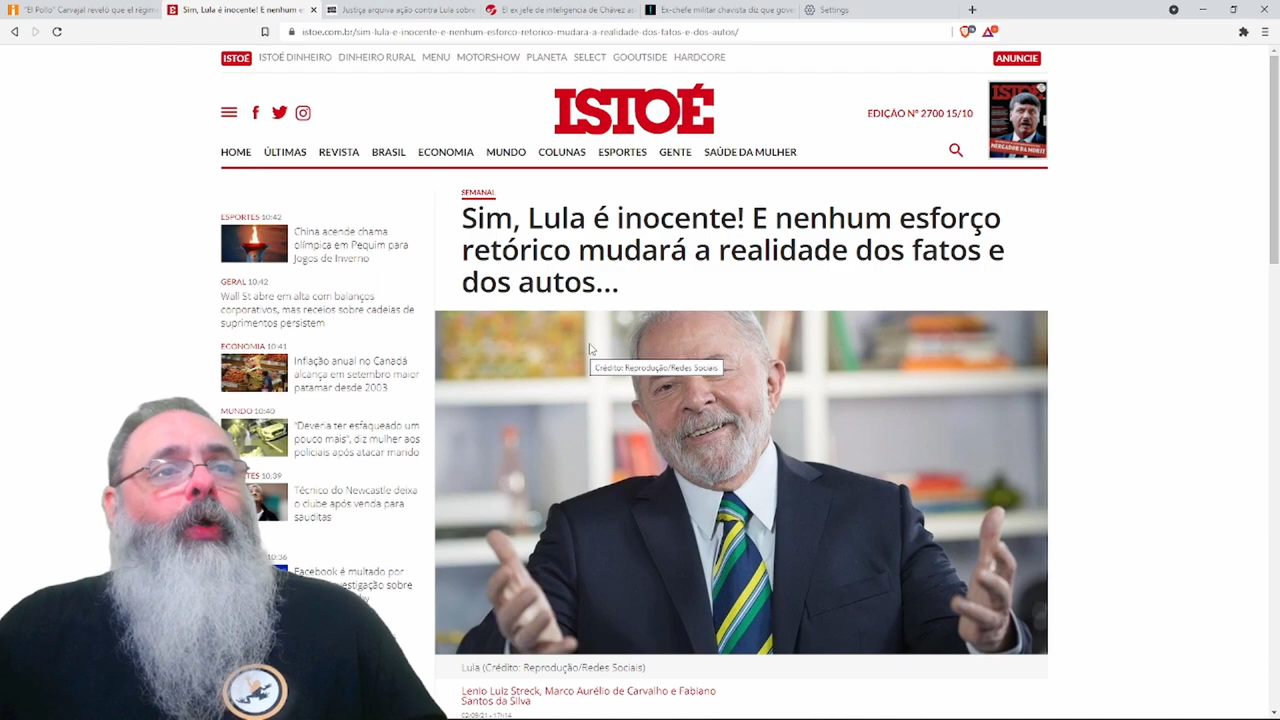 "El Pollo" Carvajal reveló que el régim
Sim, Lula é inocente! E nenhum e
Justiça arquiva ação contra Lula sobre
El ex jefe de inteligencia de Chávez as
Ex-chefe militar chavista diz que gove
Settings
istoe.com.br/sim-lula-e-inocente-e-nenhum-esforco-retorico-mudara-a-realidade-dos-fatos-e-dos-autos/
ISTOÉ ISTOÉ DINHEIRO DINHEIRO RURAL MENU MOTORSHOW PLANETA SELECT GOOUTSIDE HARDCORE ANUNCIE
ISTOÉ
EDIÇÃO Nº 2700 15/10
ISTOÉ
MERCADOR DA MORTE
HOME ÚLTIMAS REVISTA BRASIL ECONOMIA MUNDO COLUNAS ESPORTES GENTE SAÚDE DA MULHER
SEMANAL
Sim, Lula é inocente! E nenhum esforço
retórico mudará a realidade dos fatos e
dos autos...
ESPORTES 10:42
China acende chama
olímpica em Pequim para
Jogos de Inverno
GERAL 10:42
Wall St abre em alta com balanços
corporativos, mas receios sobre cadeias de
suprimentos persistem
ECONOMIA 10:41
Inflação anual no Canadá
alcança em setembro maior
patamar desde 2003
MUNDO 10:40
"Deveria ter esfaqueado um
pouco mais", diz mulher aos
policiais após atacar marido
TES 10:39
Técnico do Newcastle deixa
o clube após venda para
sauditas
10:36
Facebook é multado por
investigação sobre
Crédito: Reprodução/Redes Sociais
Lula (Crédito: Reprodução/Redes Sociais)
Lenio Luiz Streck, Marco Aurélio de Carvalho e Fabiano
Santos da Silva
17h14